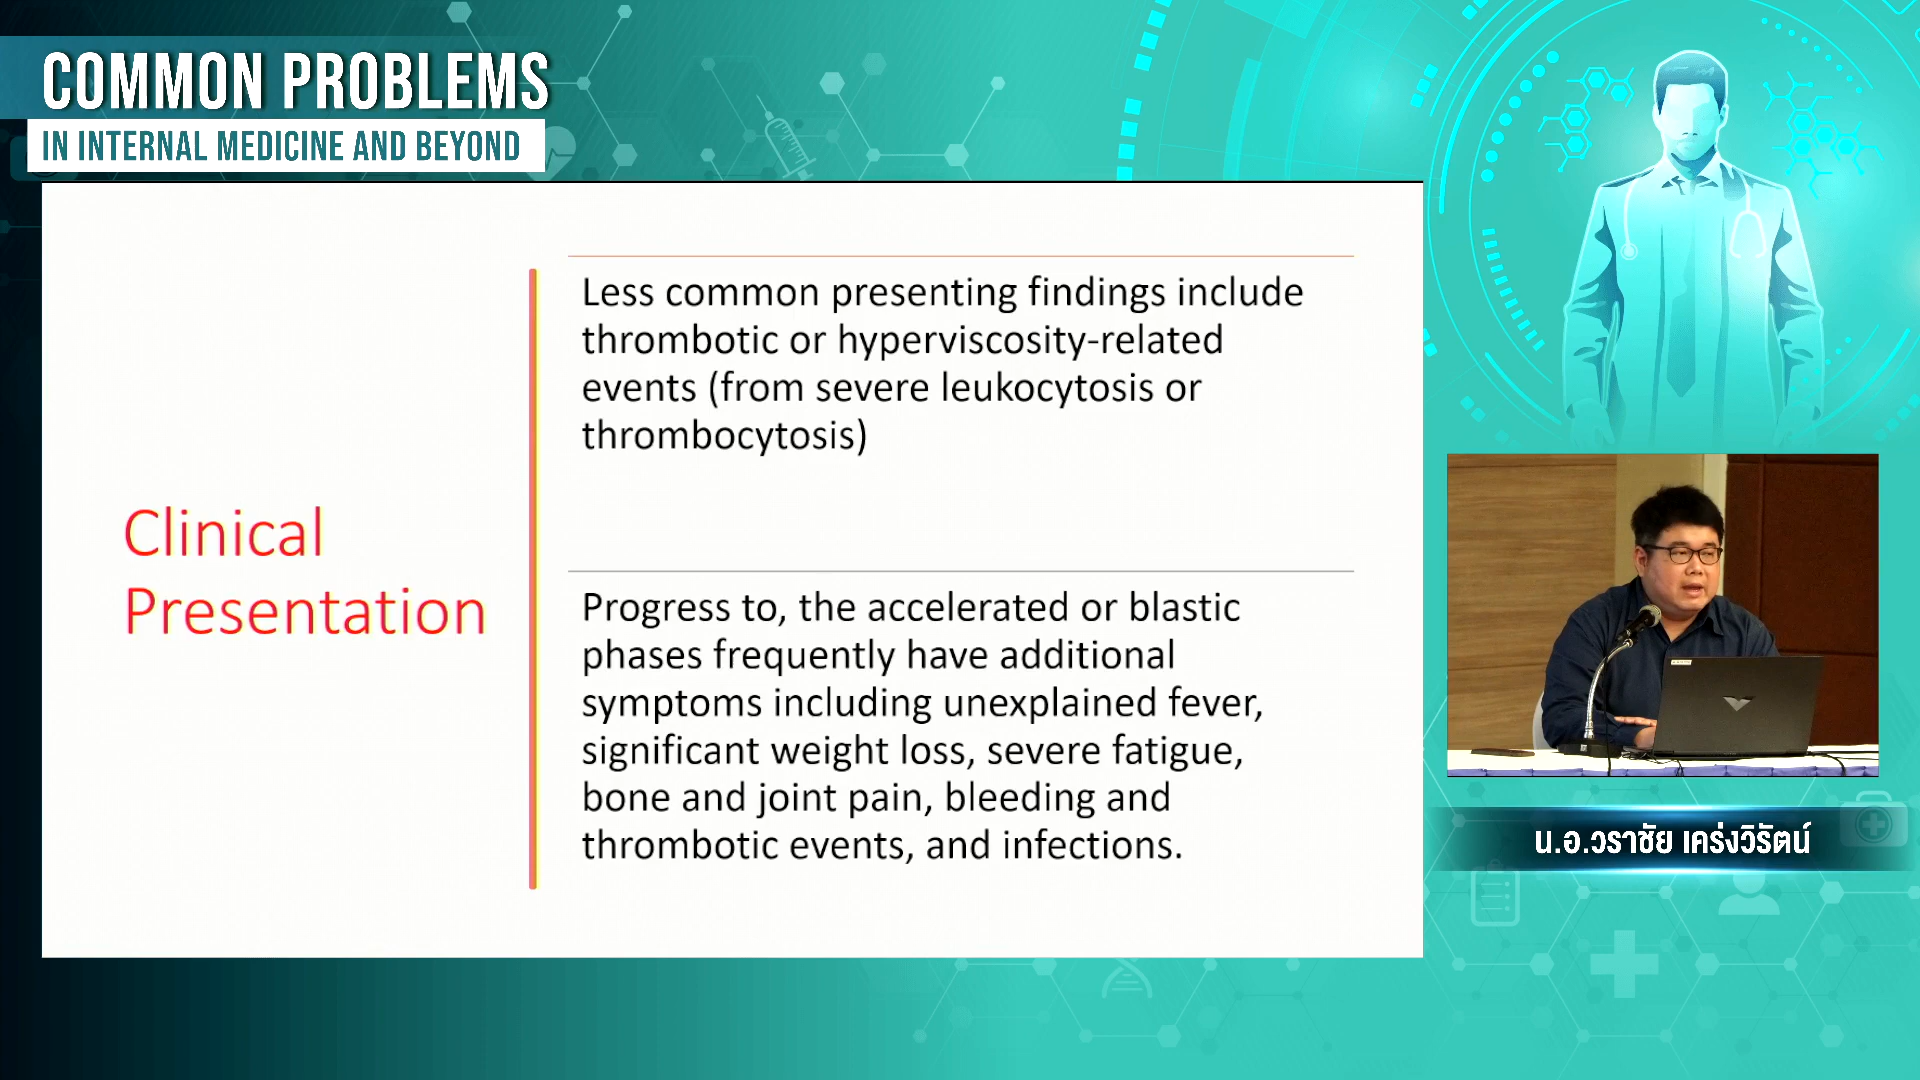 COMMON PROBLEMS
IN INTERNAL MEDICINE AND BEYOND
Clinical
Presentation
Less common presenting findings include
thrombotic or hyperviscosity-related
events (from severe leukocytosis or
thrombocytosis)
Progress to, the accelerated or blastic
phases frequently have additional
symptoms including unexplained fever,
significant weight loss, severe fatigue,
bone and joint pain, bleeding and
thrombotic events, and infections.
น.อ.วราชัย เคร่งวิรัตน์